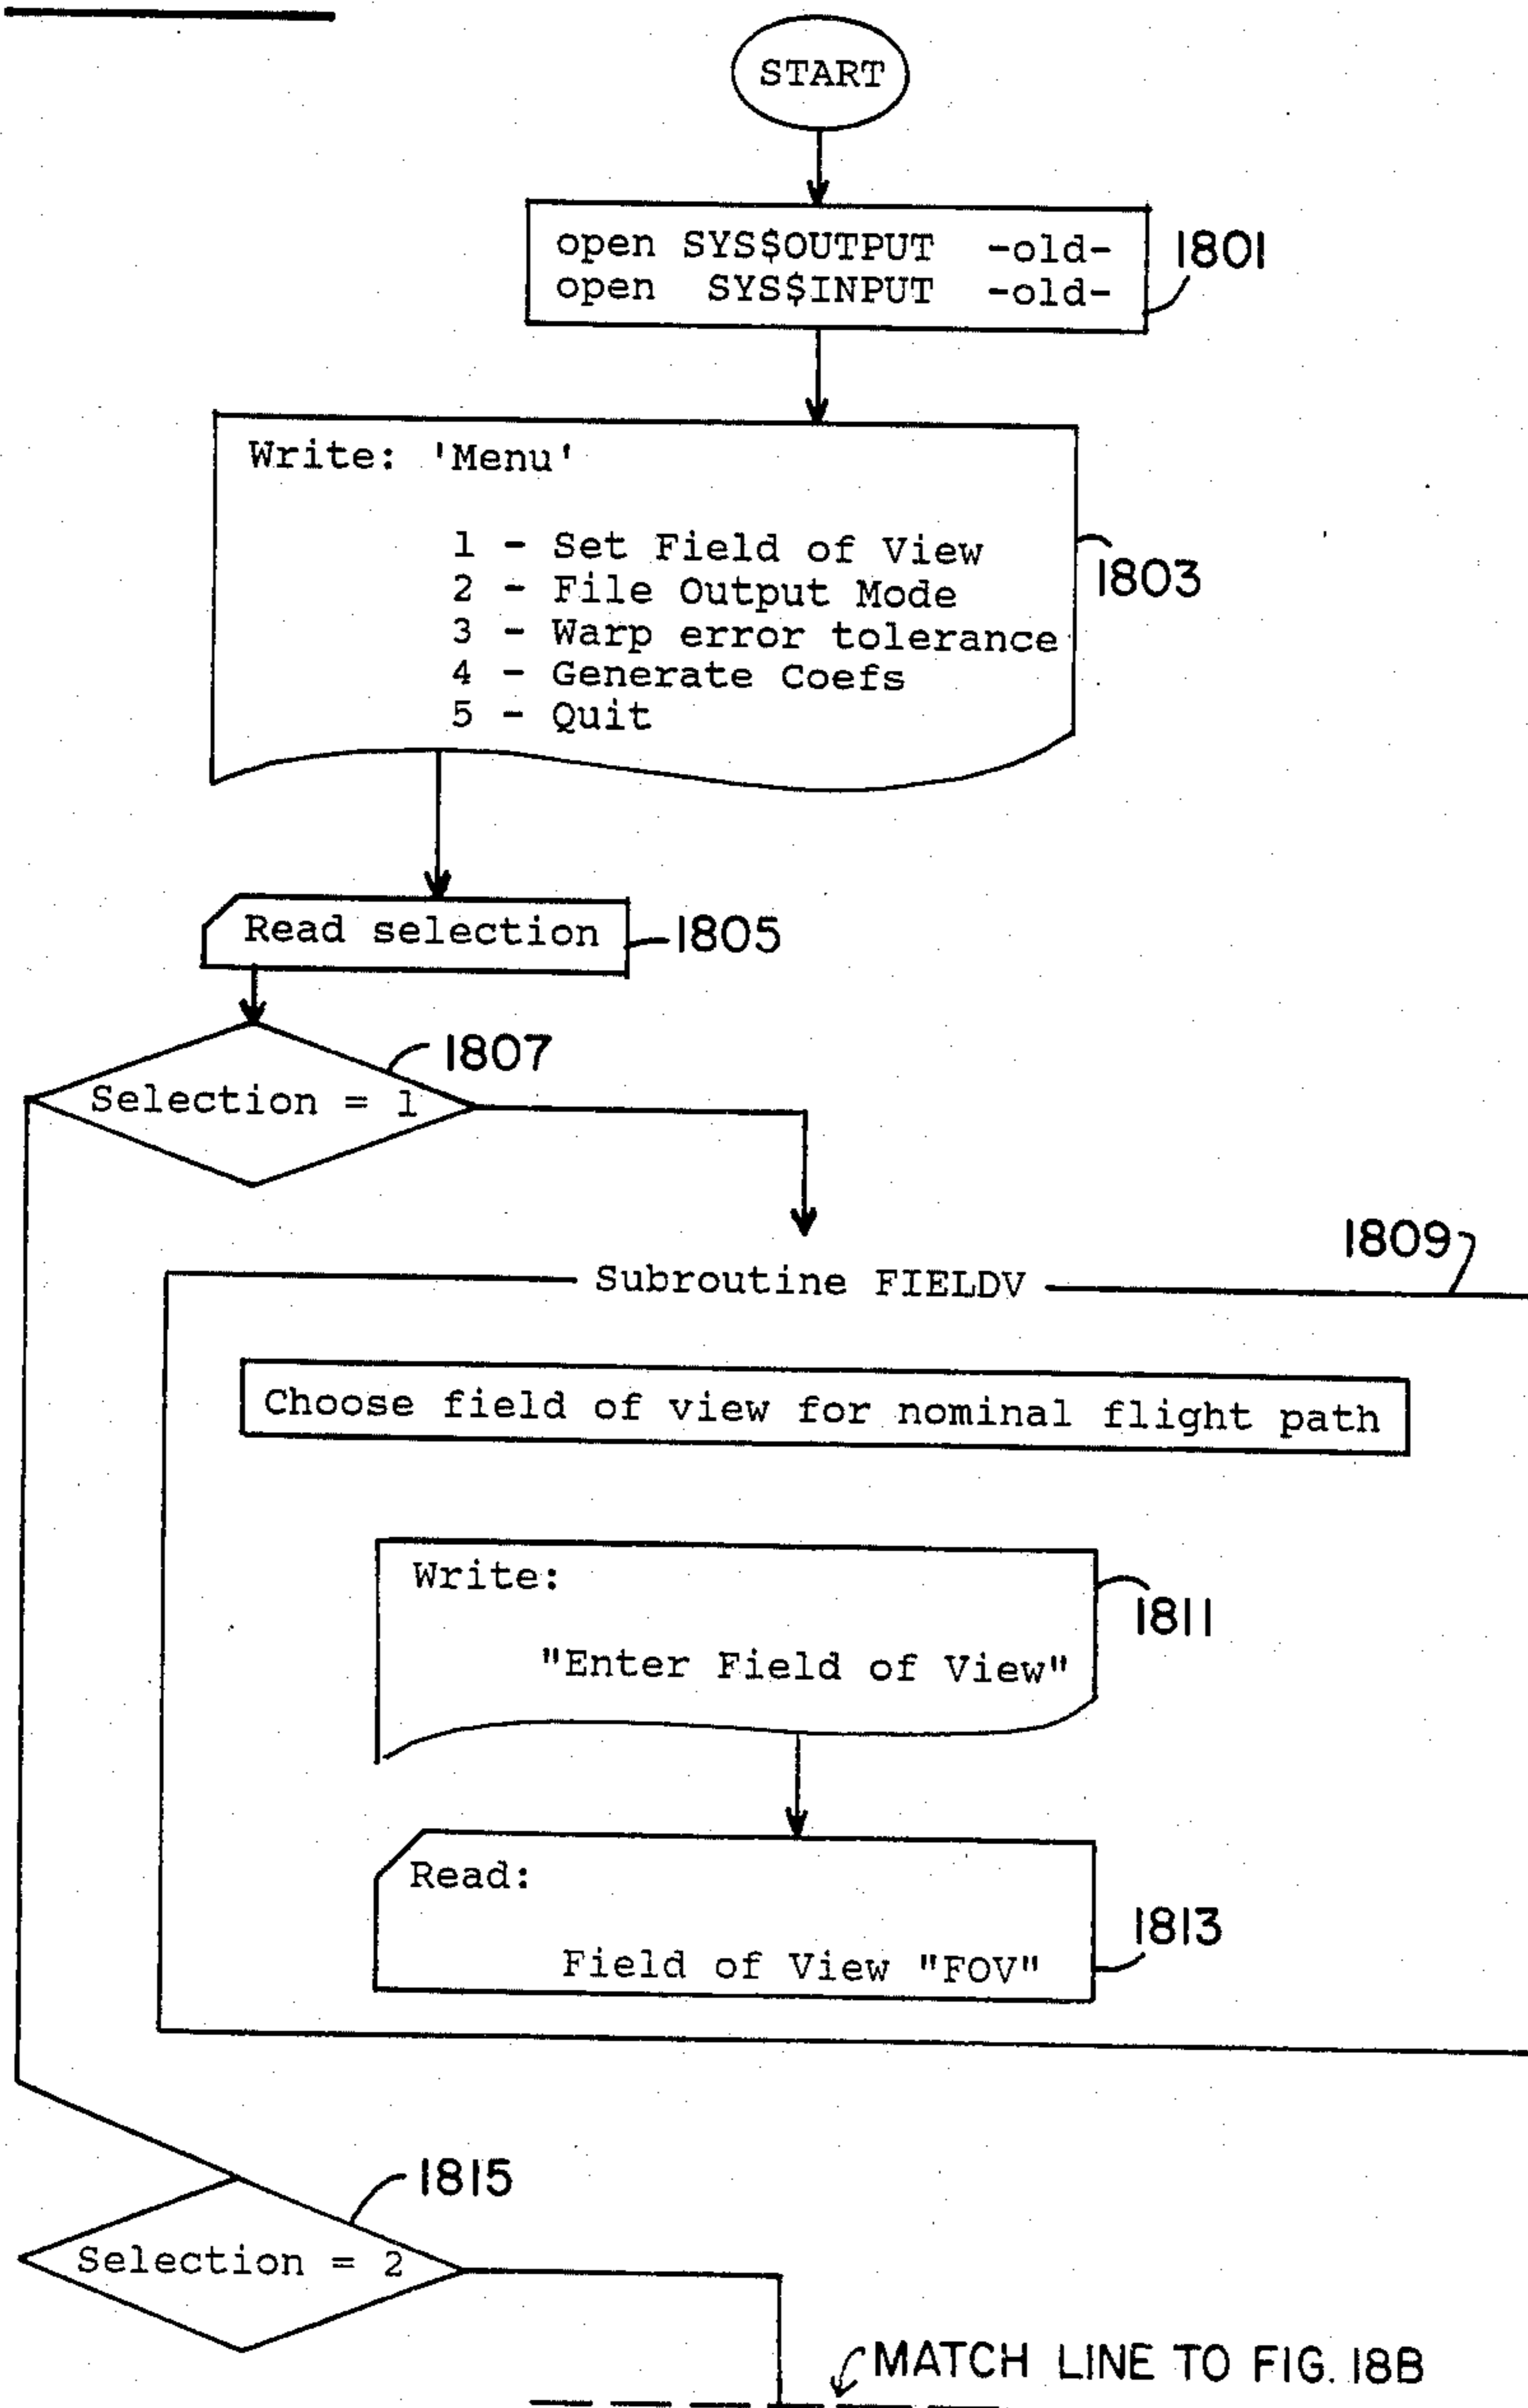 START
open SYS$OUTPUT -old-
open SYS$INPUT -old-
1801
Write: 'Menu'
1 - Set Field of View
2 - File Output Mode
3 - Warp error tolerance
4 - Generate Coefs
5 - Quit
1803
Read selection
1805
1807
Selection = 1
1809
Subroutine FIELDV
Choose field of view for nominal flight path
Write:
"Enter Field of View"
1811
Read:
Field of View "FOV"
1813
1815
Selection = 2
MATCH LINE TO FIG. 18B